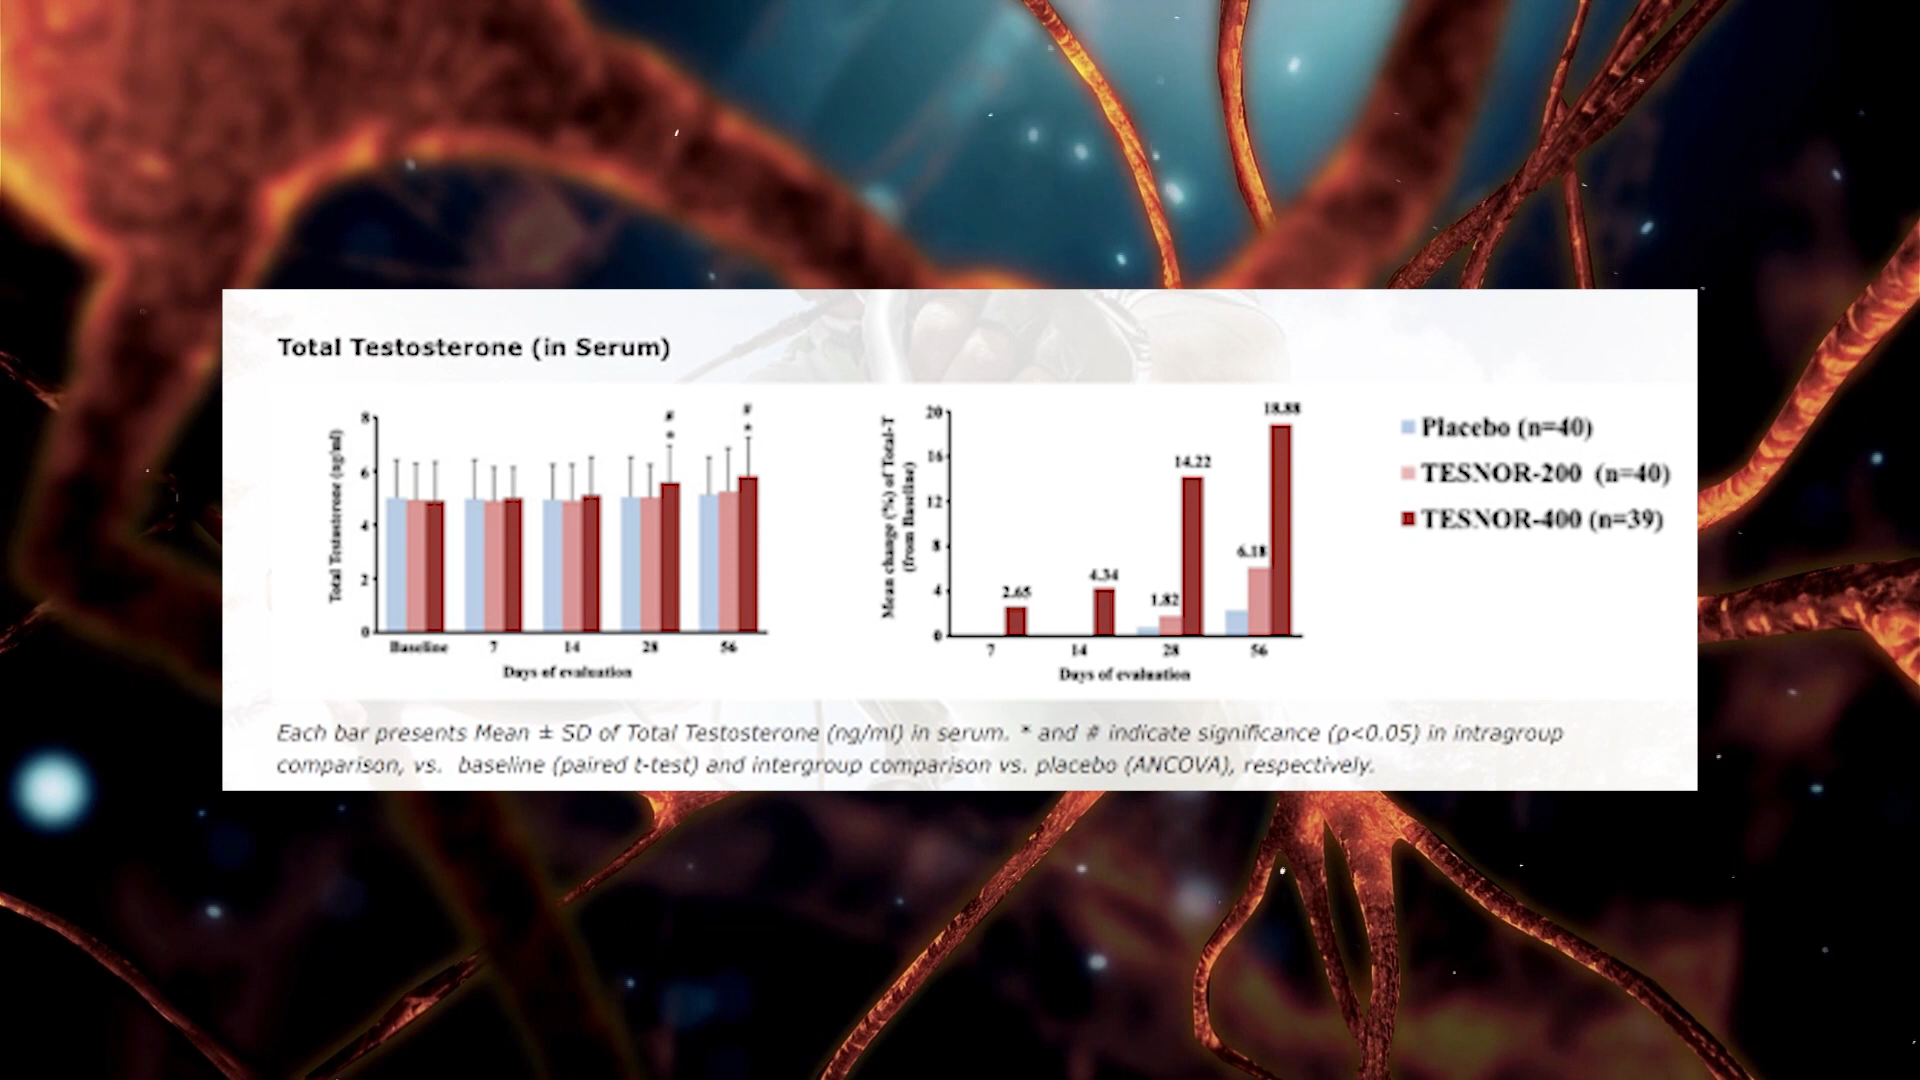 Total Testosterone (in Serum)
Total Testosterone (ng/ml)
8
6
4
2
0
#
*
#
*
Baseline 7 14 28 56
Days of evaluation
Mean change (%) of Total-T
(from Baseline)
20
16
12
8
4
0
2.65
4.34
1.82
14.22
6.18
18.88
7 14 28 56
Days of evaluation
Placebo (n=40)
TESNOR-200 (n=40)
TESNOR-400 (n=39)
Each bar presents Mean ± SD of Total Testosterone (ng/ml) in serum. * and # indicate significance (p<0.05) in intragroup
comparison, vs. baseline (paired t-test) and intergroup comparison vs. placebo (ANCOVA), respectively.